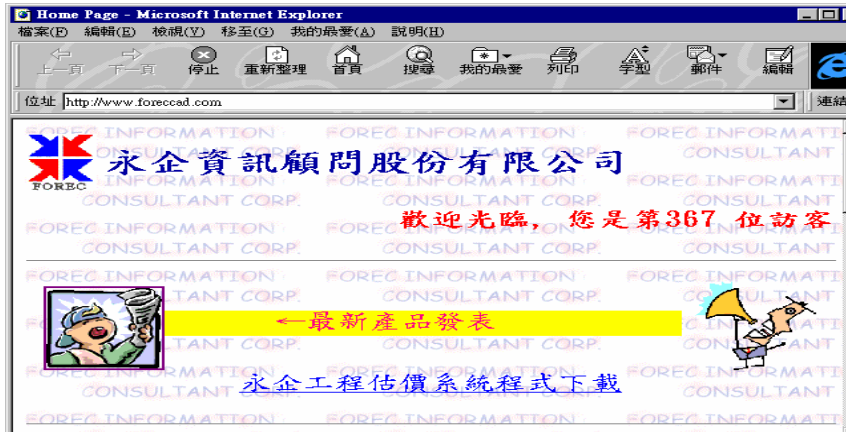 Home Page - Microsoft Internet Explorer
檔案(F) 編輯(E) 檢視(V) 移至(G) 我的最愛(A) 說明(H)
上一頁 下一頁 停止 重新整理 首頁 搜尋 我的最愛 列印 字型 郵件 編輯
位址 http://www.foreccad.com 連結
FOREC
永企資訊顧問股份有限公司
歡迎光臨, 您是第367 位訪客
←最新產品發表
永企工程估價系統程式下載
FOREC INFORMATION
CONSULTANT CORP.